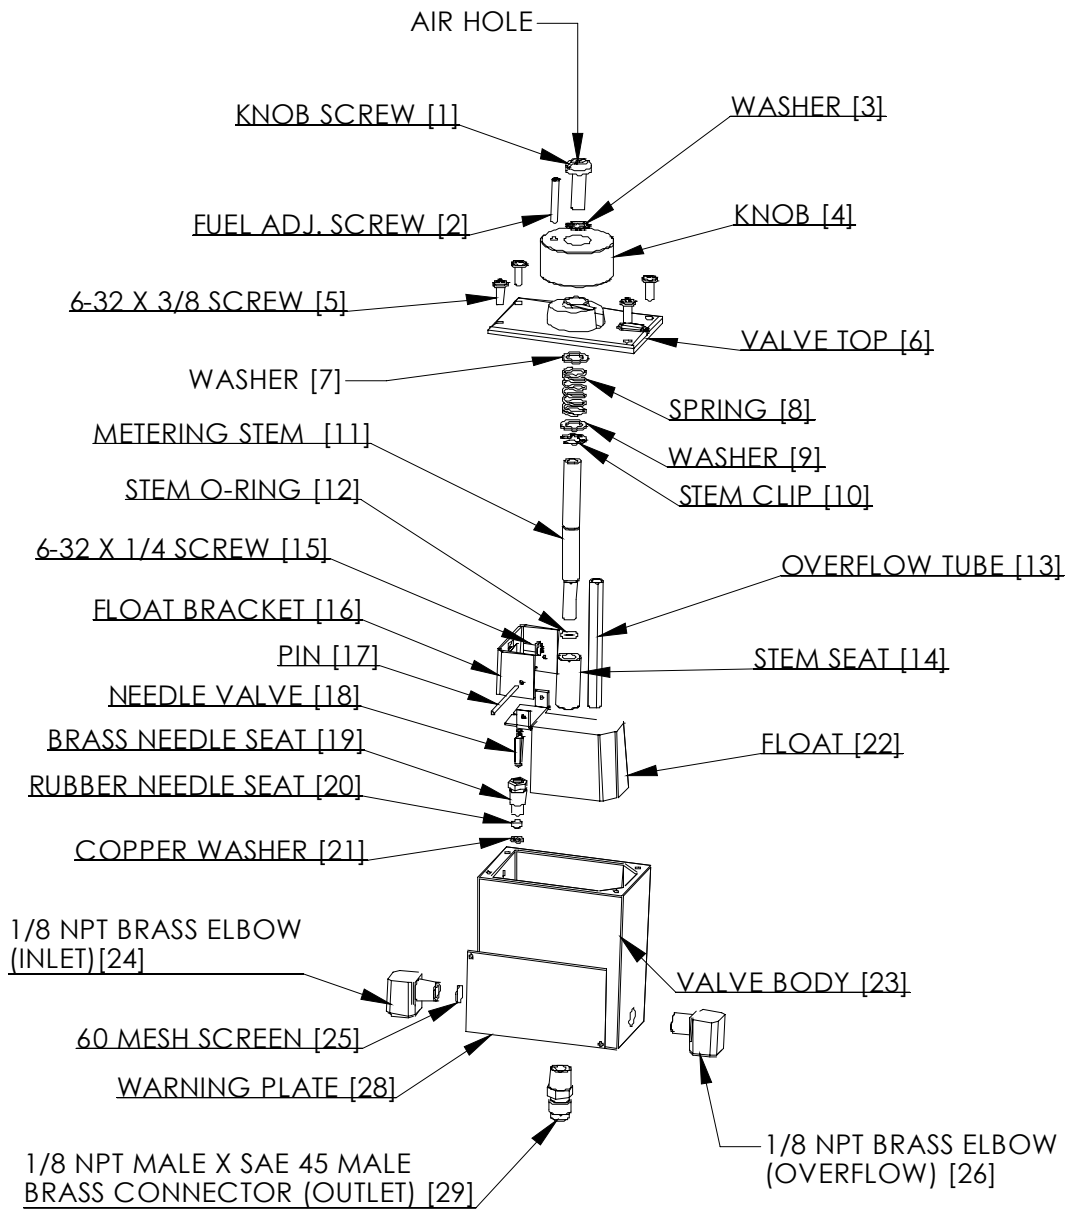 AIR HOLE
KNOB SCREW [1]
WASHER [3]
FUEL ADJ. SCREW [2]
KNOB [4]
6-32 X 3/8 SCREW [5]
VALVE TOP [6]
WASHER [7]
SPRING [8]
METERING STEM [11]
WASHER [9]
STEM O-RING [12]
STEM CLIP [10]
6-32 X 1/4 SCREW [15]
OVERFLOW TUBE [13]
FLOAT BRACKET [16]
PIN [17]
STEM SEAT [14]
NEEDLE VALVE [18]
BRASS NEEDLE SEAT [19]
FLOAT [22]
RUBBER NEEDLE SEAT [20]
COPPER WASHER [21]
1/8 NPT BRASS ELBOW
(INLET)[24]
VALVE BODY [23]
60 MESH SCREEN [25]
WARNING PLATE [28]
1/8 NPT BRASS ELBOW
(OVERFLOW) [26]
1/8 NPT MALE X SAE 45 MALE
BRASS CONNECTOR (OUTLET) [29]